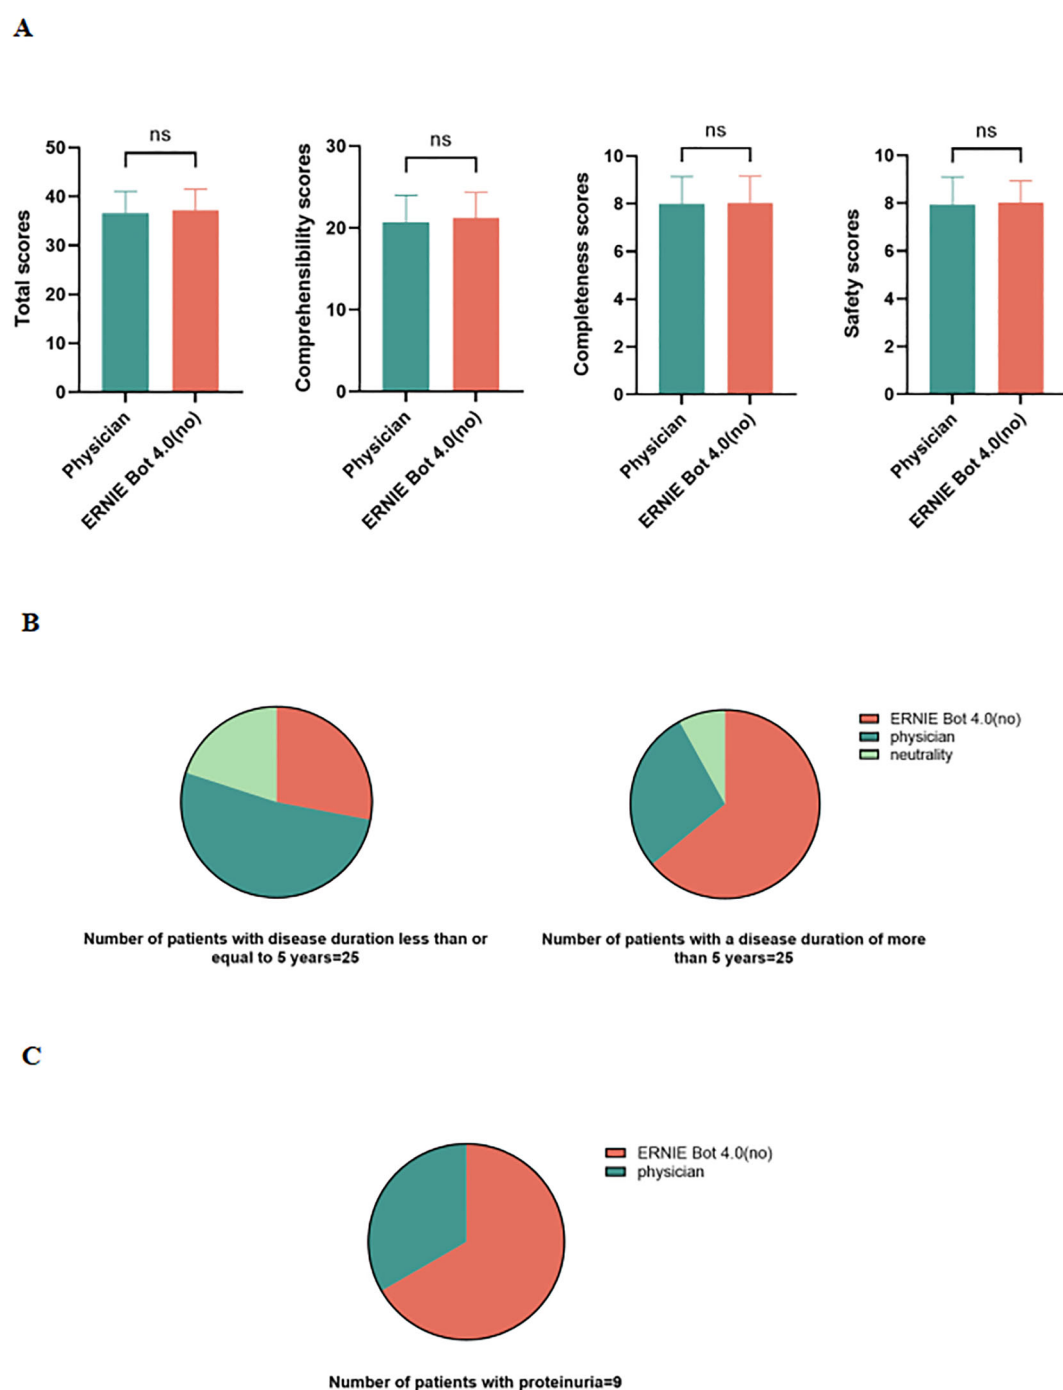 A
ns
50
40
30
20
10
0
Total scores
Physician
ERNIE Bot 4.0(no)
ns
30
20
10
0
Comprehensibility scores
Physician
ERNIE Bot 4.0(no)
ns
10
8
6
4
2
0
Completeness scores
Physician
ERNIE Bot 4.0(no)
ns
10
8
6
4
2
0
Safety scores
Physician
ERNIE Bot 4.0(no)
B
ERNIE Bot 4.0(no)
physician
neutrality
Number of patients with disease duration less than or
equal to 5 years=25
Number of patients with a disease duration of more
than 5 years=25
C
ERNIE Bot 4.0(no)
physician
Number of patients with proteinuria=9